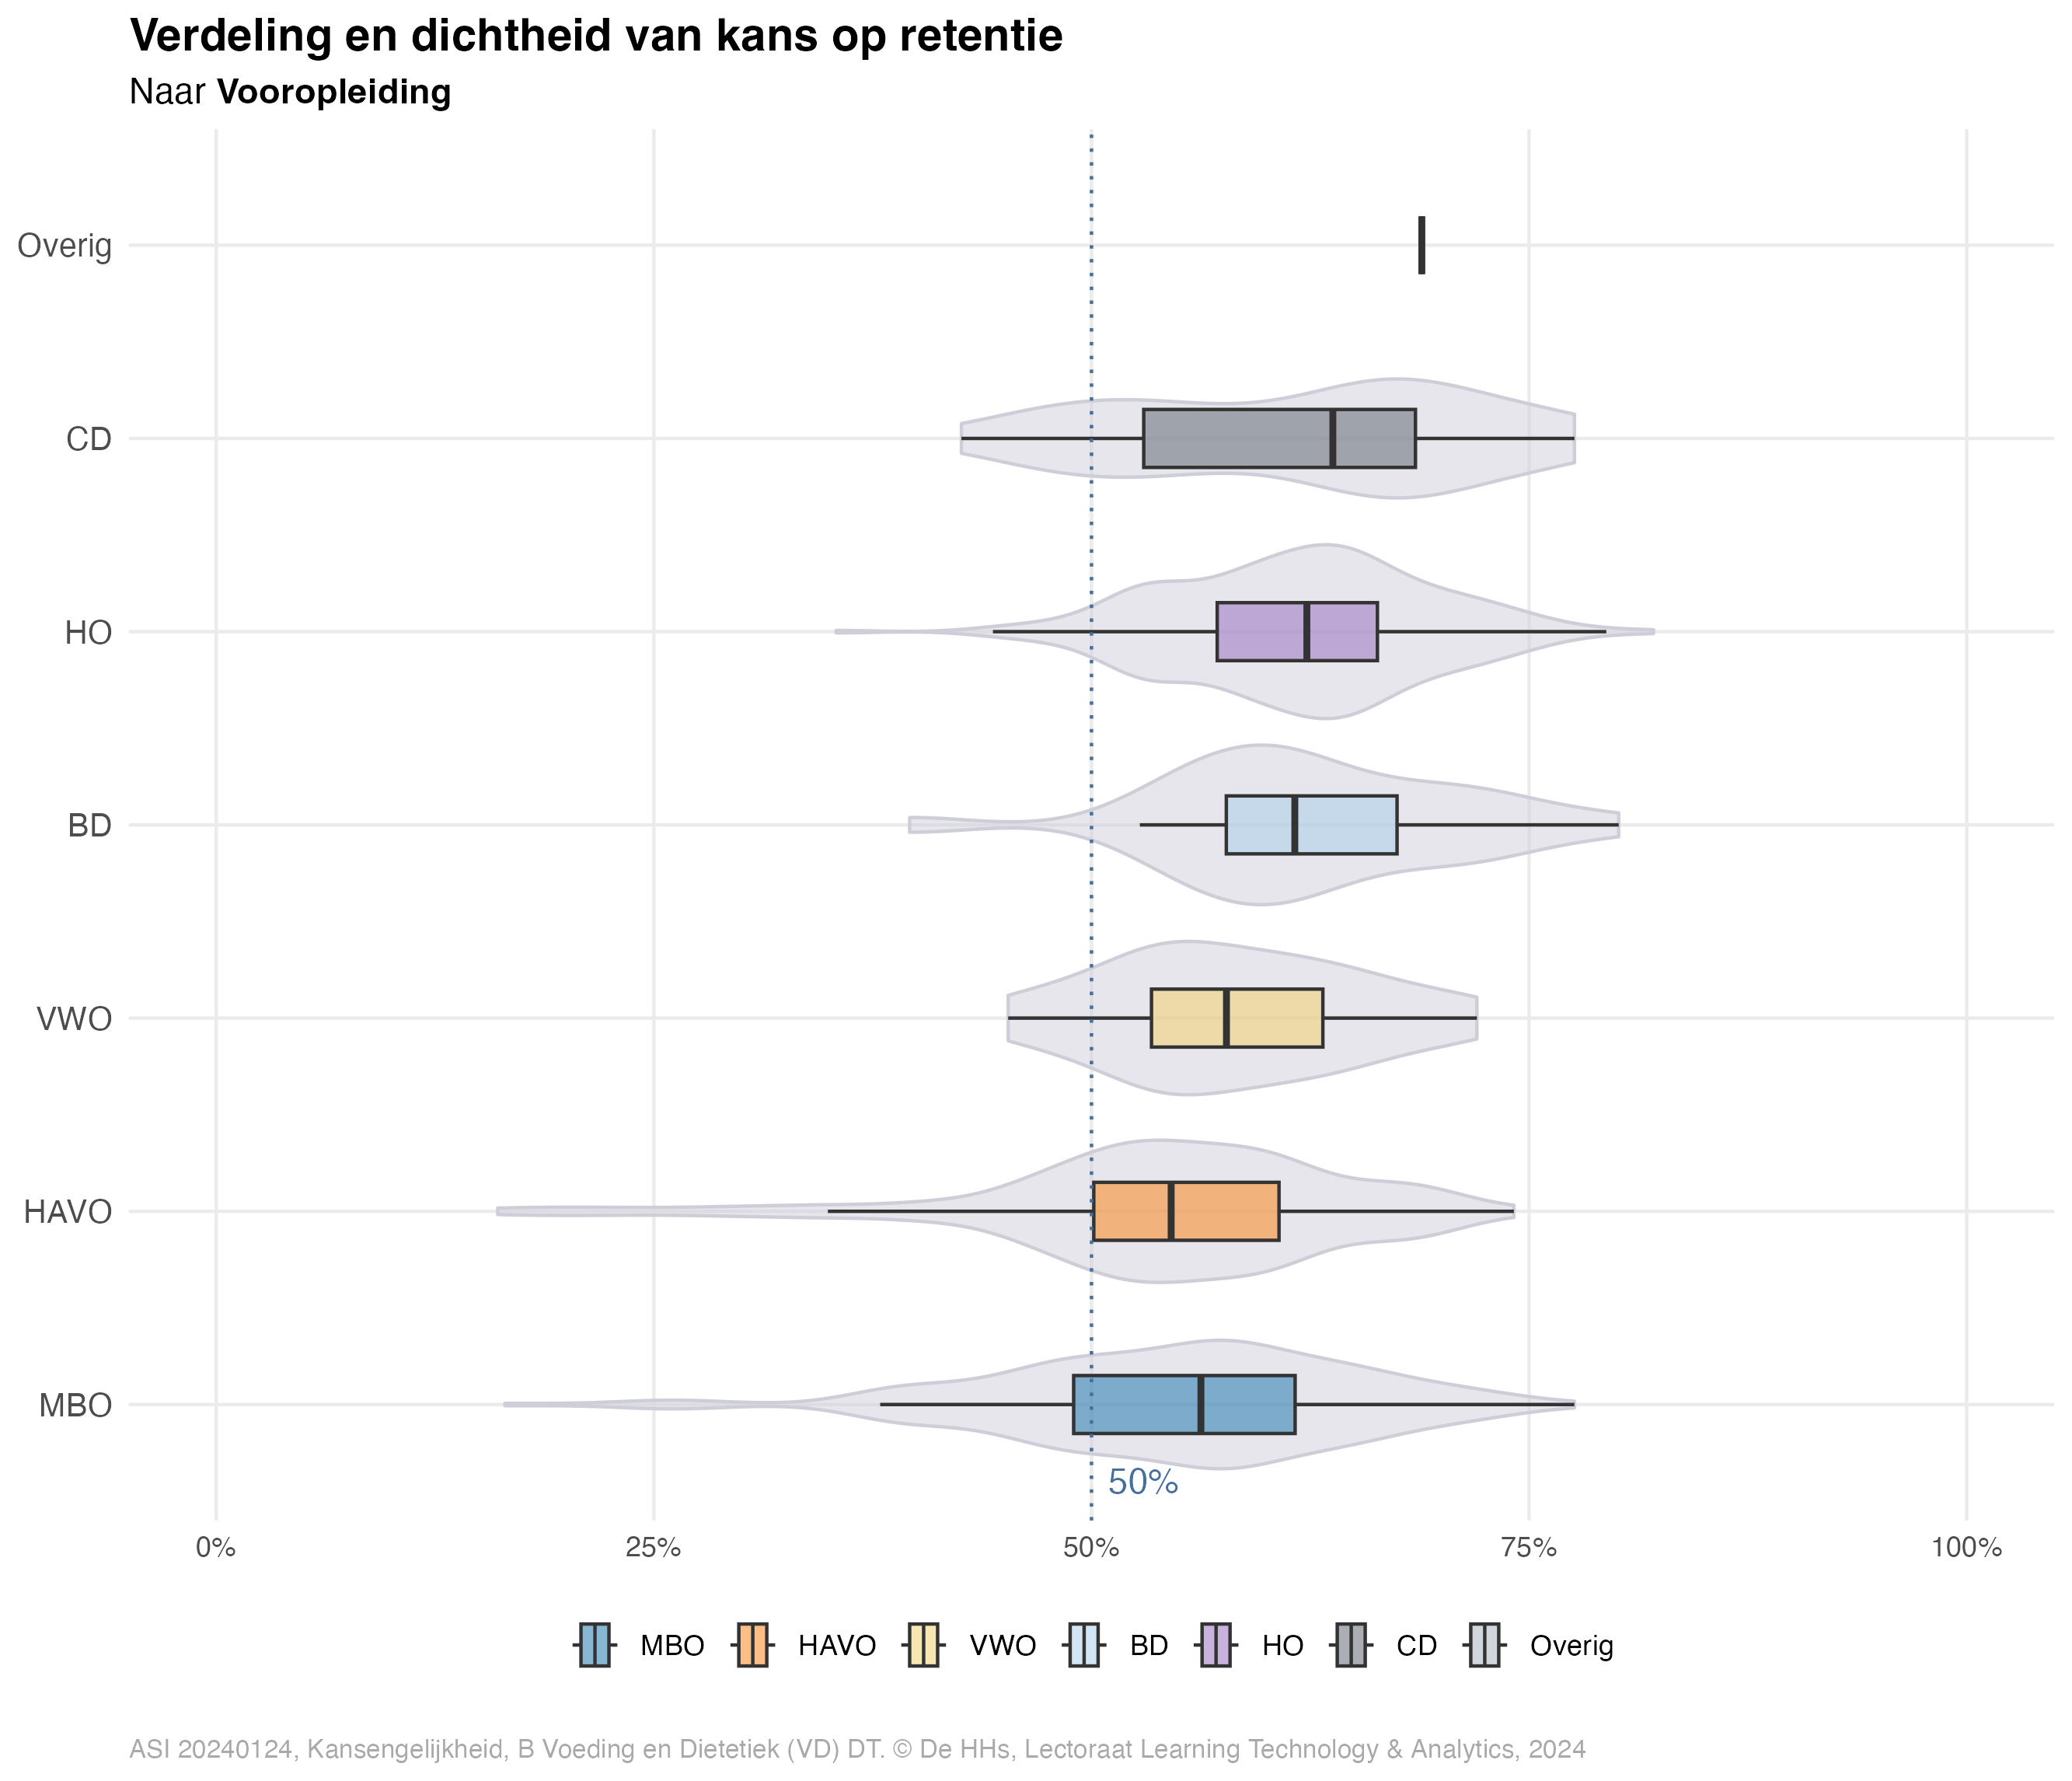 Verdeling en dichtheid van kans op retentie
Naar Vooropleiding
Overig
CD
HO
BD
VWO
HAVO
MBO
50%
0% 25% 50% 75% 100%
MBO HAVO VWO BD HO CD Overig
ASI 20240124, Kansengelijkheid, B Voeding en Dietetiek (VD) DT. © De HHs, Lectoraat Learning Technology & Analytics, 2024